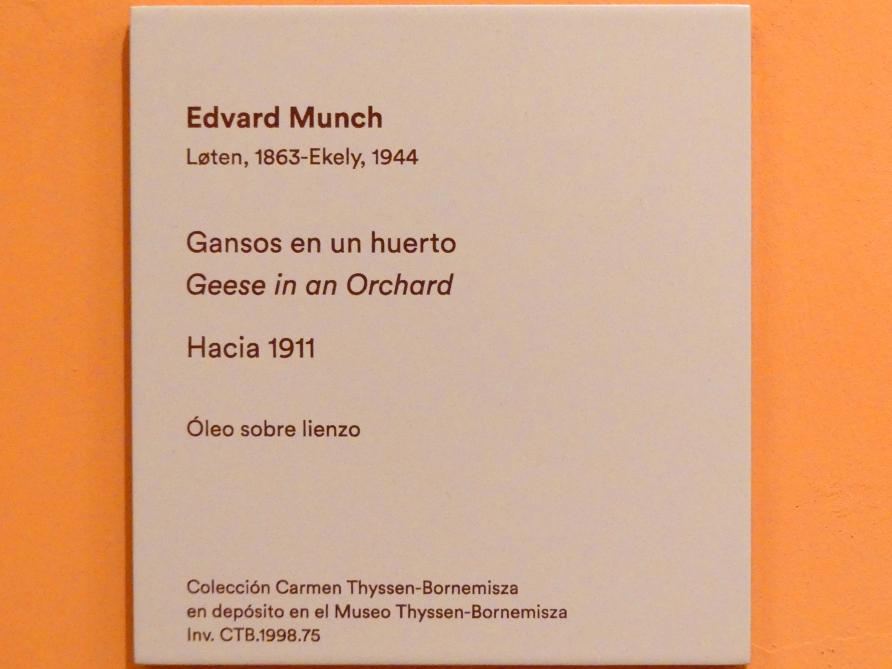 Edvard Munch
Løten, 1863-Ekely, 1944
Gansos en un huerto
Geese in an Orchard
Hacia 1911
Óleo sobre lienzo
Colección Carmen Thyssen-Bornemisza
en depósito en el Museo Thyssen-Bornemisza
Inv. CTB.1998.75